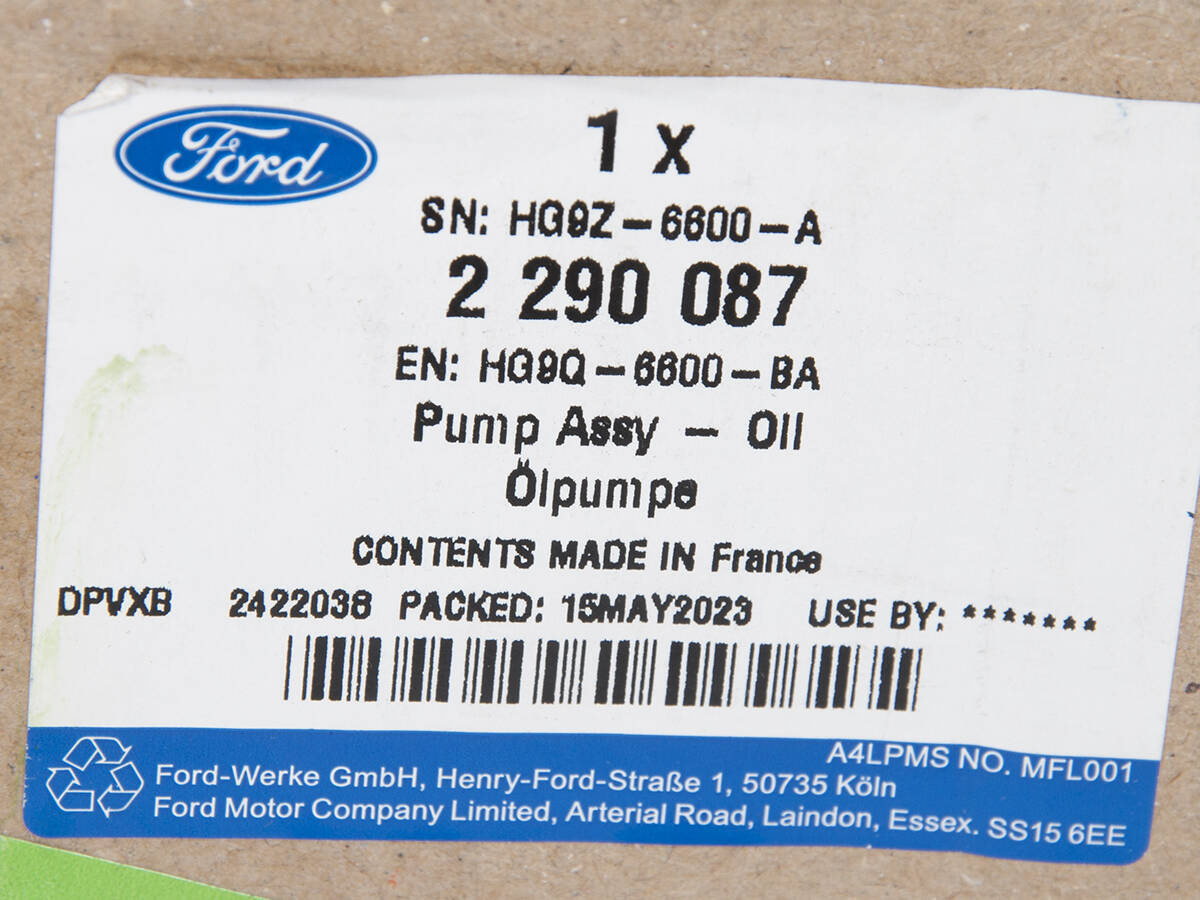 Ford
1 x
SN: HG9Z-6600-A
2 290 087
EN: HG9Q-6600-BA
Pump Assy - Oil
Ölpumpe
CONTENTS MADE IN France
DPVXB 2422038 PACKED: 15MAY2023 USE BY: *******
A4LPMS NO. MFL001
Ford-Werke GmbH, Henry-Ford-Straße 1, 50735 Köln
Ford Motor Company Limited, Arterial Road, Laindon, Essex. SS15 6EE